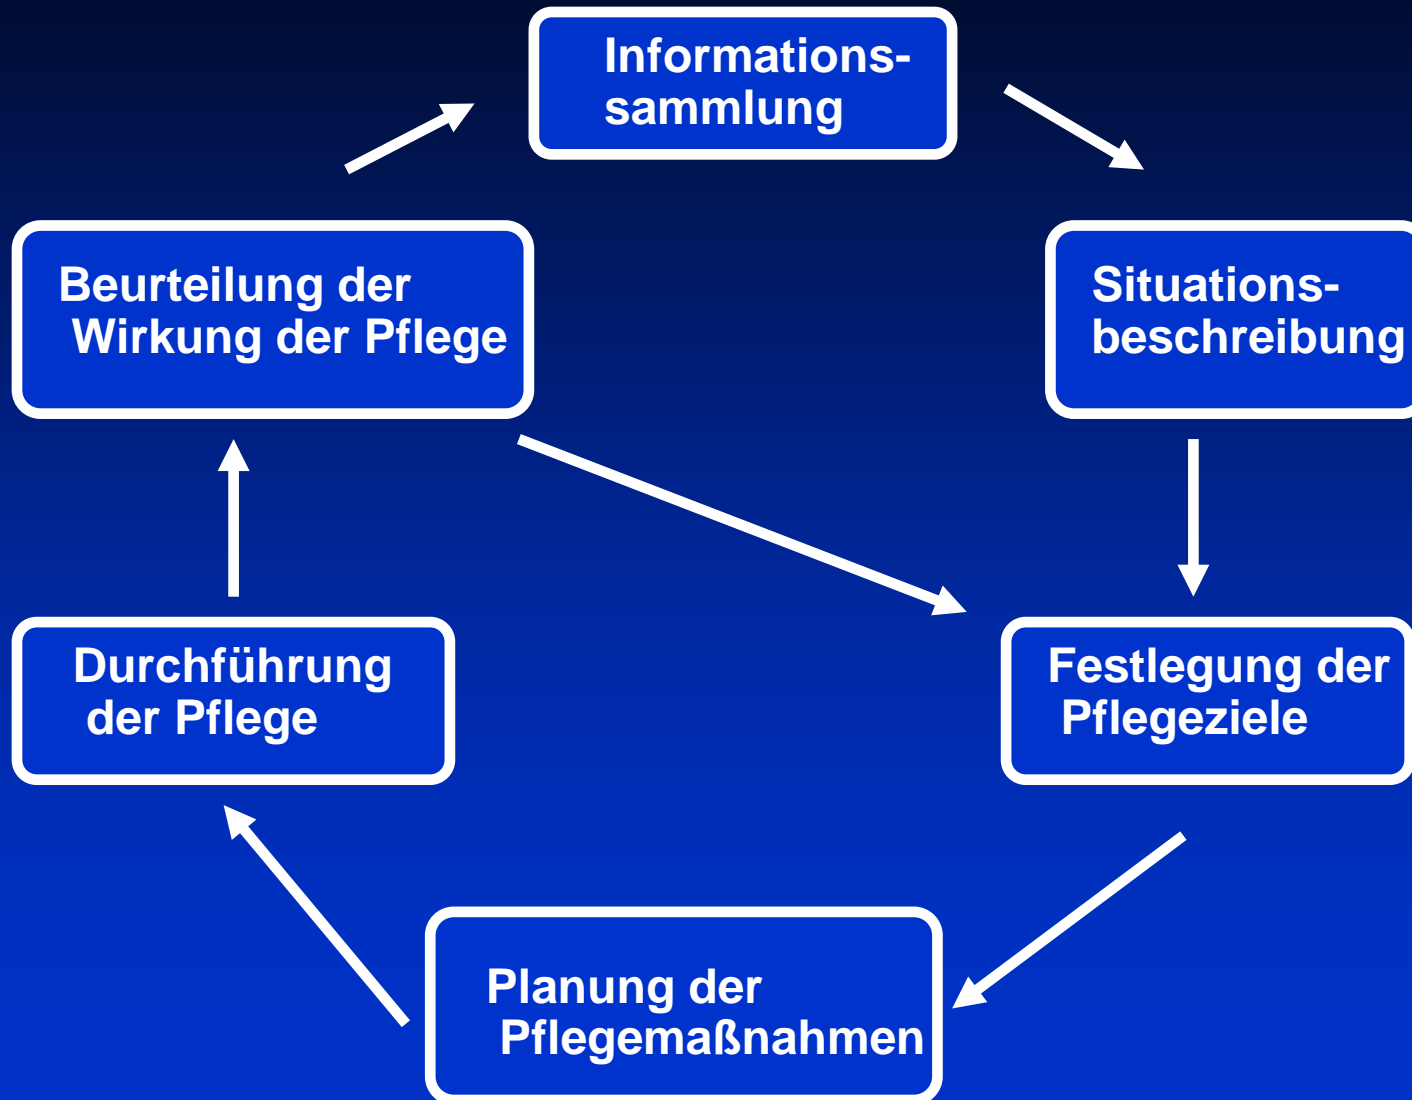 Informations-
sammlung
Beurteilung der
Wirkung der Pflege
Situations-
beschreibung
Durchführung
der Pflege
Festlegung der
Pflegeziele
Planung der
Pflegemaßnahmen